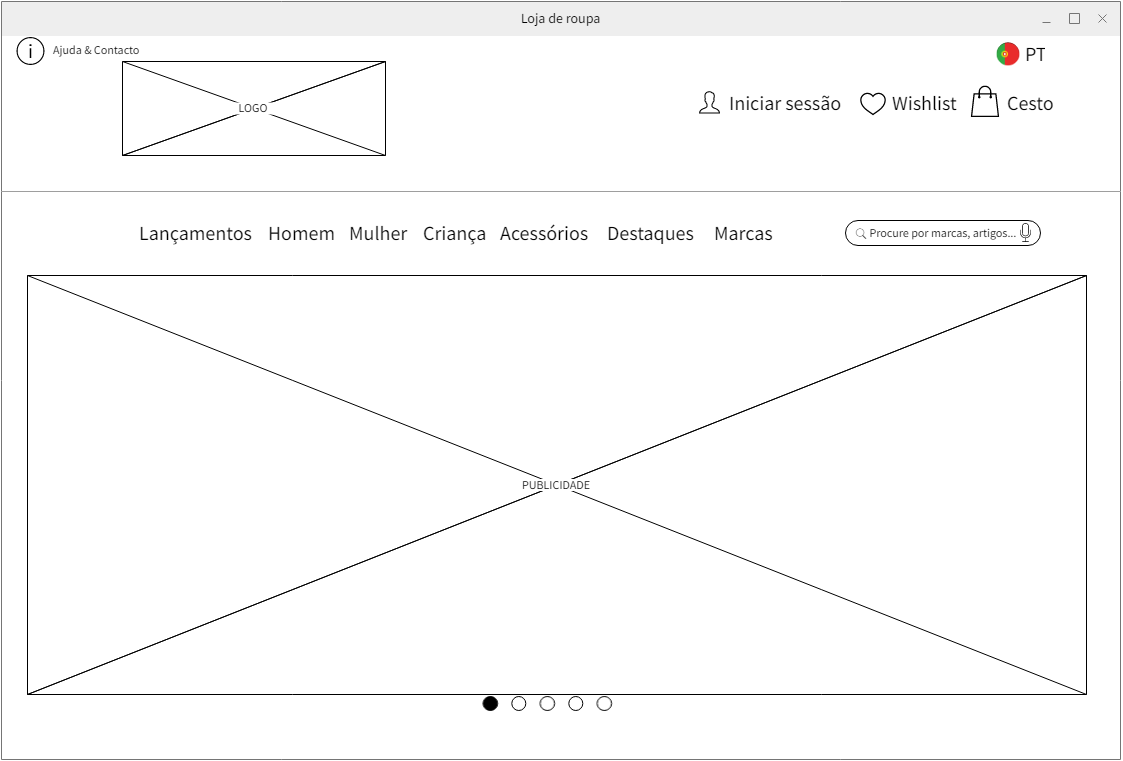 Loja de roupa
Ajuda & Contacto
PT
LOGO
Iniciar sessão Wishlist Cesto
Lançamentos Homem Mulher Criança Acessórios Destaques Marcas
Procure por marcas, artigos...
PUBLICIDADE